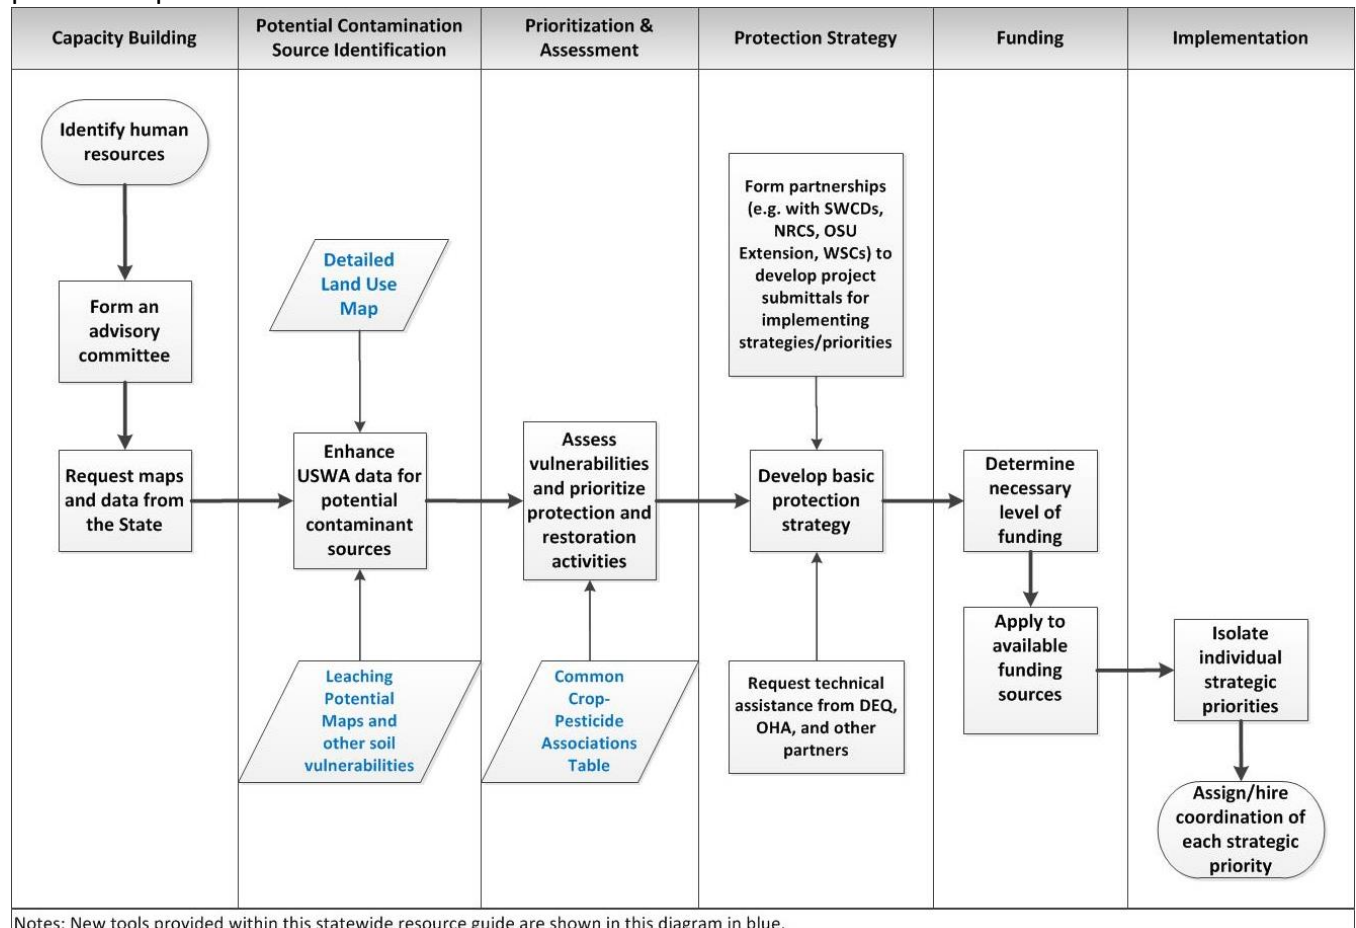 Capacity Building
Potential Contamination
Source Identification
Prioritization &
Assessment
Protection Strategy
Funding
Implementation
Identify human
resources
Form an
advisory
committee
Request maps
and data from
the State
Detailed
Land Use
Map
Enhance
USWA data for
potential
contaminant
sources
Leaching
Potential
Maps and
other soil
vulnerabilities
Assess
vulnerabilities
and prioritize
protection and
restoration
activities
Common
Crop-
Pesticide
Associations
Table
Form partnerships
(e.g. with SWCDs,
NRCS, OSU
Extension, WSCs) to
develop project
submittals for
implementing
strategies/priorities
Develop basic
protection
strategy
Request technical
assistance from DEQ,
OHA, and other
partners
Determine
necessary
level of
funding
Apply to
available
funding
sources
Isolate
individual
strategic
priorities
Assign/hire
coordination of
each strategic
priority
Notes: New tools provided within this statewide resource guide are shown in this diagram in blue.